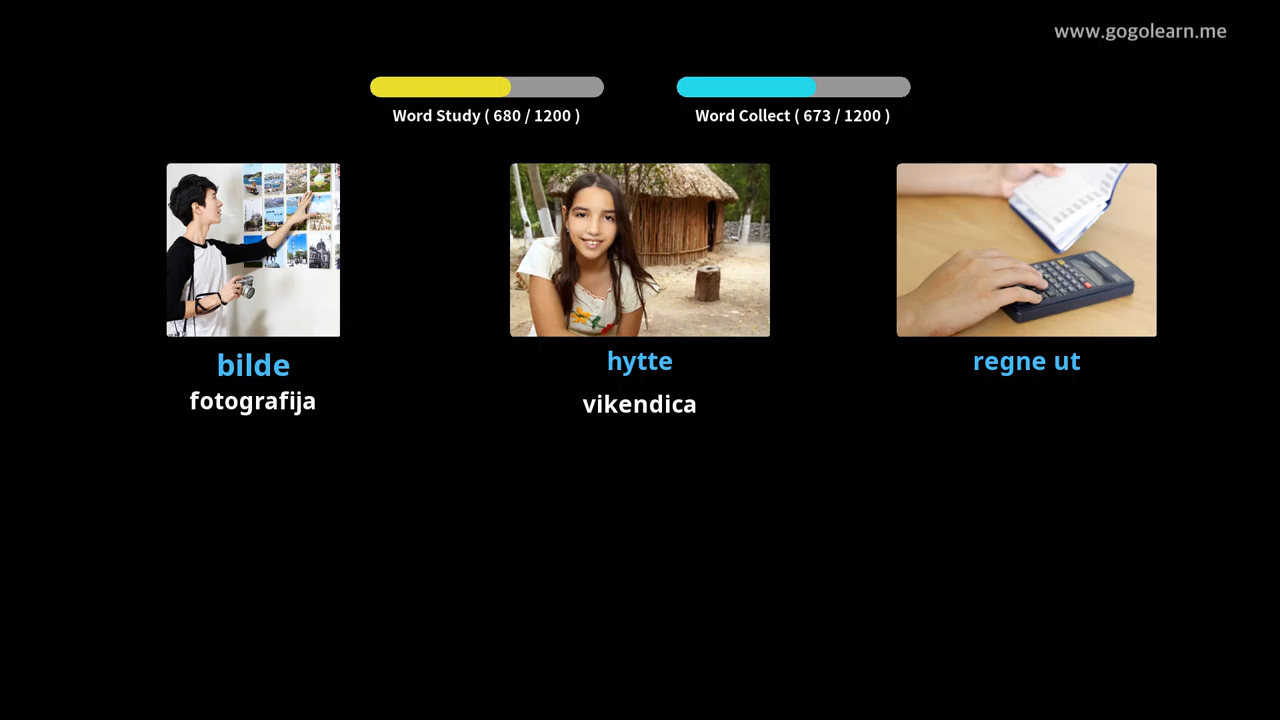 www.gogolearn.me
Word Study ( 680 / 1200 )
Word Collect ( 673 / 1200 )
bilde
fotografija
hytte
vikendica
regne ut